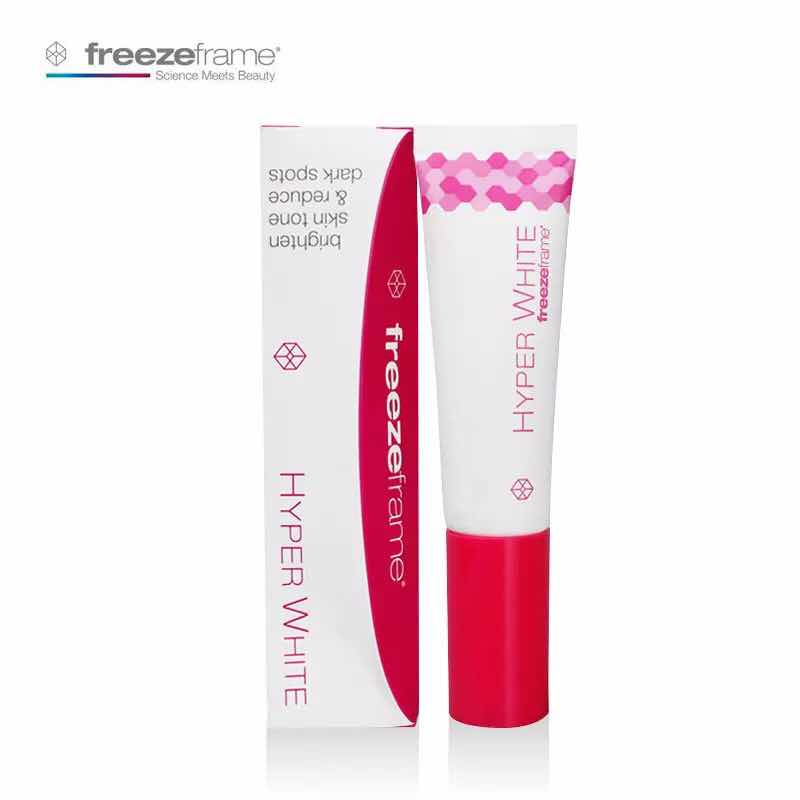 freezeframe®
Science Meets Beauty
brighten
skin tone
& reduce
dark spots
freezeframe®
HYPER WHITE
HYPER WHITE
freezeframe®